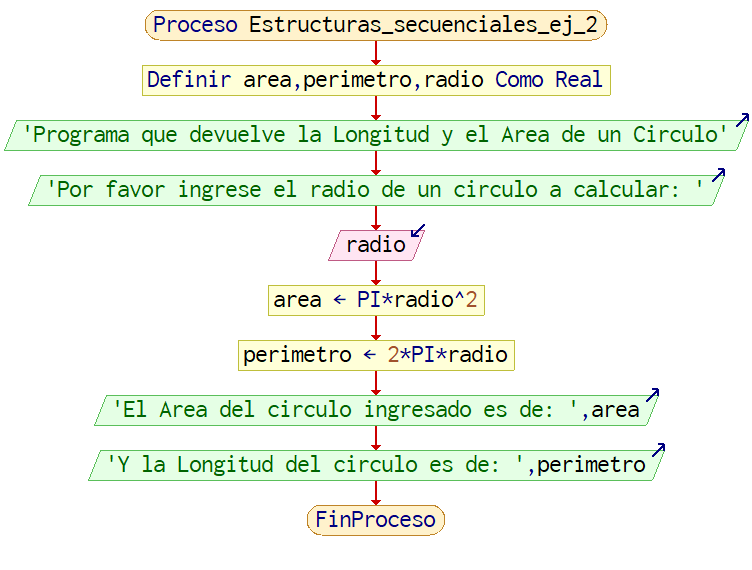 Proceso Estructuras_secuenciales_ej_2
Definir area,perimetro,radio Como Real
'Programa que devuelve la Longitud y el Area de un Circulo'
'Por favor ingrese el radio de un circulo a calcular: '
radio
area ← PI*radio^2
perimetro ← 2*PI*radio
'El Area del circulo ingresado es de: ',area
'Y la Longitud del circulo es de: ',perimetro
FinProceso